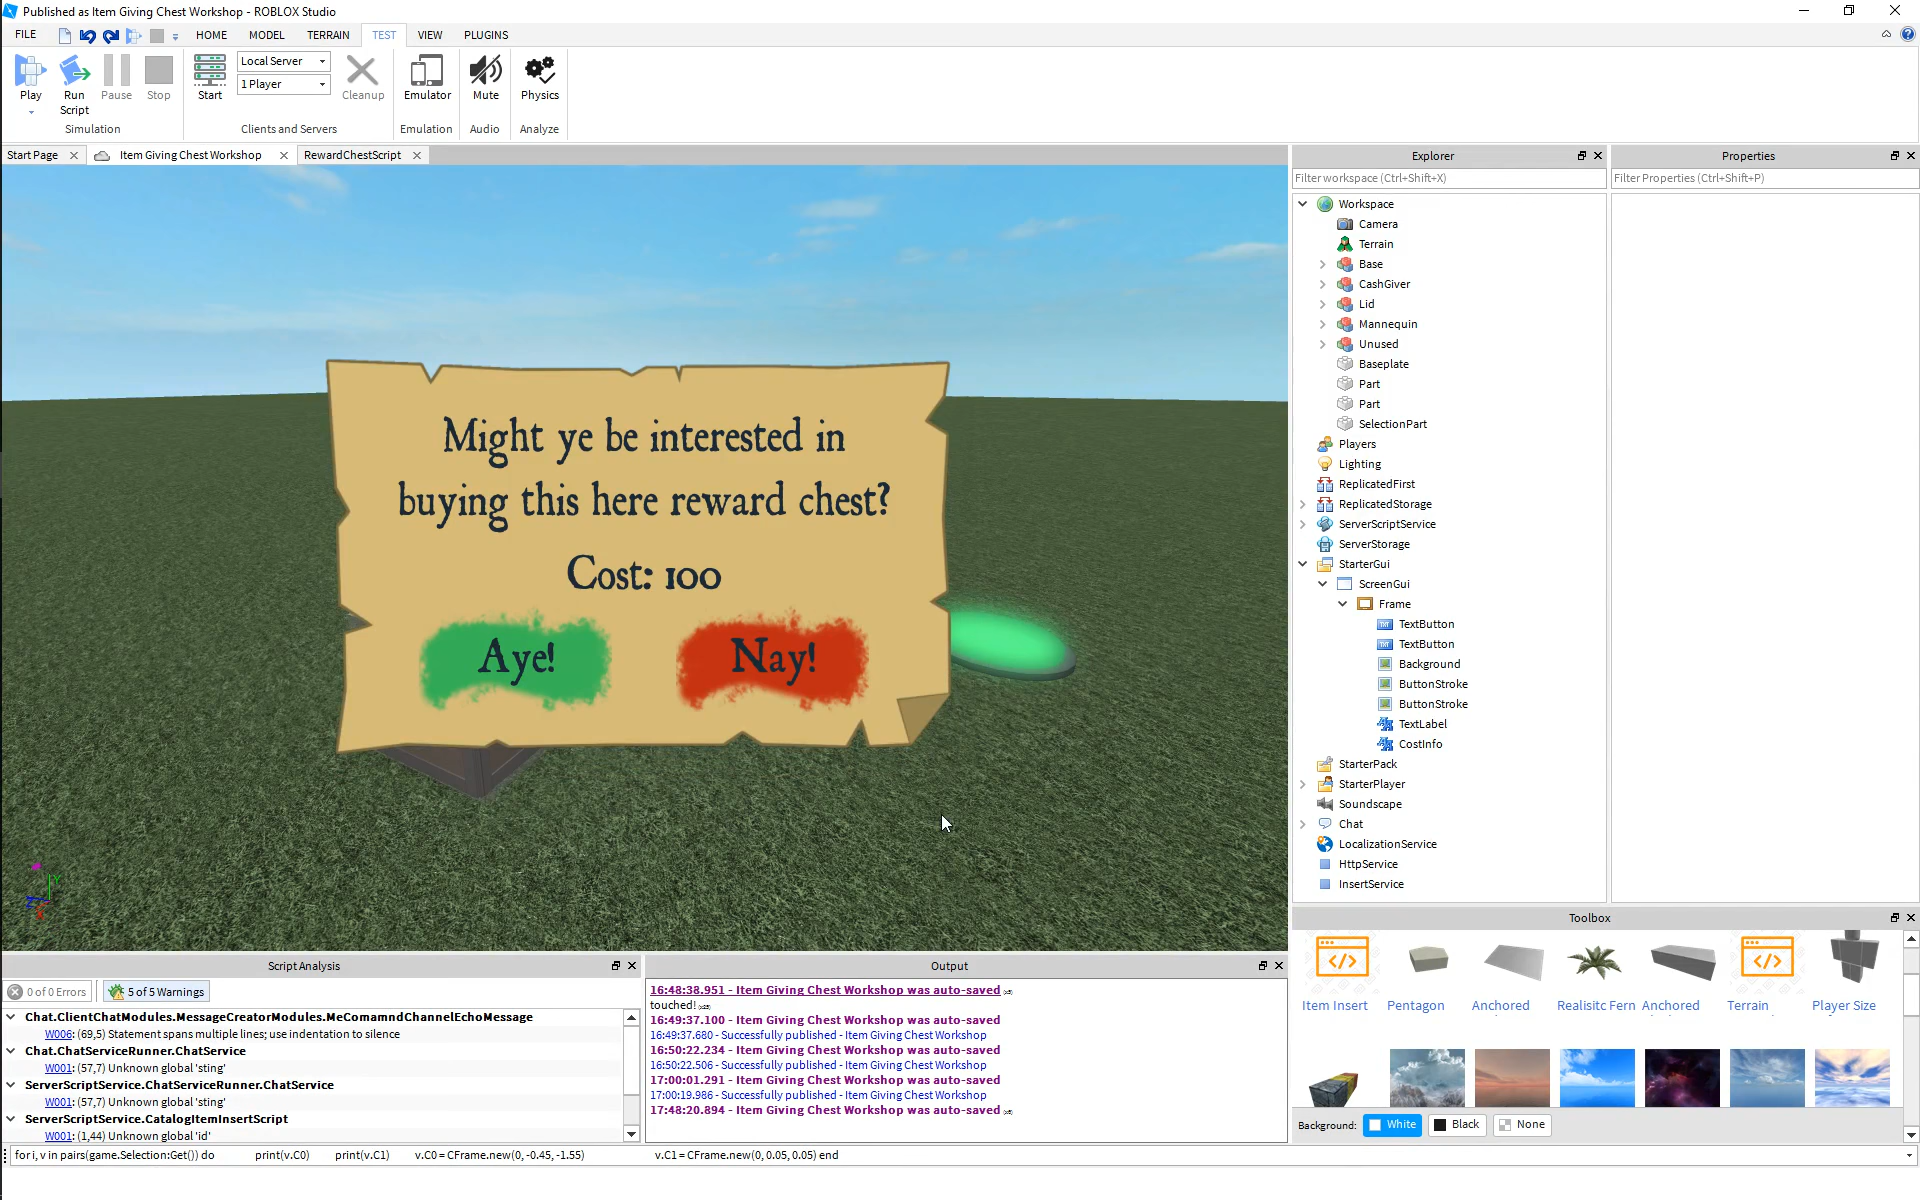 Published as Item Giving Chest Workshop - ROBLOX Studio
FILE HOME MODEL TERRAIN TEST VIEW PLUGINS
Play
Run Script
Pause
Stop
Simulation
Start
Local Server
1 Player
Cleanup
Clients and Servers
Emulator
Emulation
Mute
Audio
Physics
Analyze
Start Page
Item Giving Chest Workshop
RewardChestScript
Might ye be interested in
buying this here reward chest?
Cost: 100
Aye!
Nay!
Y
Z
X
Explorer
Filter workspace (Ctrl+Shift+X)
Workspace
Camera
Terrain
Base
CashGiver
Lid
Mannequin
Unused
Baseplate
Part
Part
SelectionPart
Players
Lighting
ReplicatedFirst
ReplicatedStorage
ServerScriptService
ServerStorage
StarterGui
ScreenGui
Frame
TextButton
TextButton
Background
ButtonStroke
ButtonStroke
TextLabel
CostInfo
StarterPack
StarterPlayer
Soundscape
Chat
LocalizationService
HttpService
InsertService
Properties
Filter Properties (Ctrl+Shift+P)
Toolbox
Item Insert
Pentagon
Anchored
Realisitc Fern
Anchored
Terrain
Player Size
Background: White Black None
Script Analysis
0 of 0 Errors
5 of 5 Warnings
Chat.ClientChatModules.MessageCreatorModules.MeComamndChannelEchoMessage
W006: (69,5) Statement spans multiple lines; use indentation to silence
Chat.ChatServiceRunner.ChatService
W001: (57,7) Unknown global 'sting'
ServerScriptService.ChatServiceRunner.ChatService
W001: (57,7) Unknown global 'sting'
ServerScriptService.CatalogItemInsertScript
W001: (1,44) Unknown global 'id'
Output
16:48:38.951 - Item Giving Chest Workshop was auto-saved
touched!
16:49:37.100 - Item Giving Chest Workshop was auto-saved
16:49:37.680 - Successfully published - Item Giving Chest Workshop
16:50:22.234 - Item Giving Chest Workshop was auto-saved
16:50:22.506 - Successfully published - Item Giving Chest Workshop
17:00:01.291 - Item Giving Chest Workshop was auto-saved
17:00:19.986 - Successfully published - Item Giving Chest Workshop
17:48:20.894 - Item Giving Chest Workshop was auto-saved
for i, v in pairs(game.Selection:Get()) do print(v.C0) print(v.C1) v.C0 = CFrame.new(0, -0.45, -1.55) v.C1 = CFrame.new(0, 0.05, 0.05) end